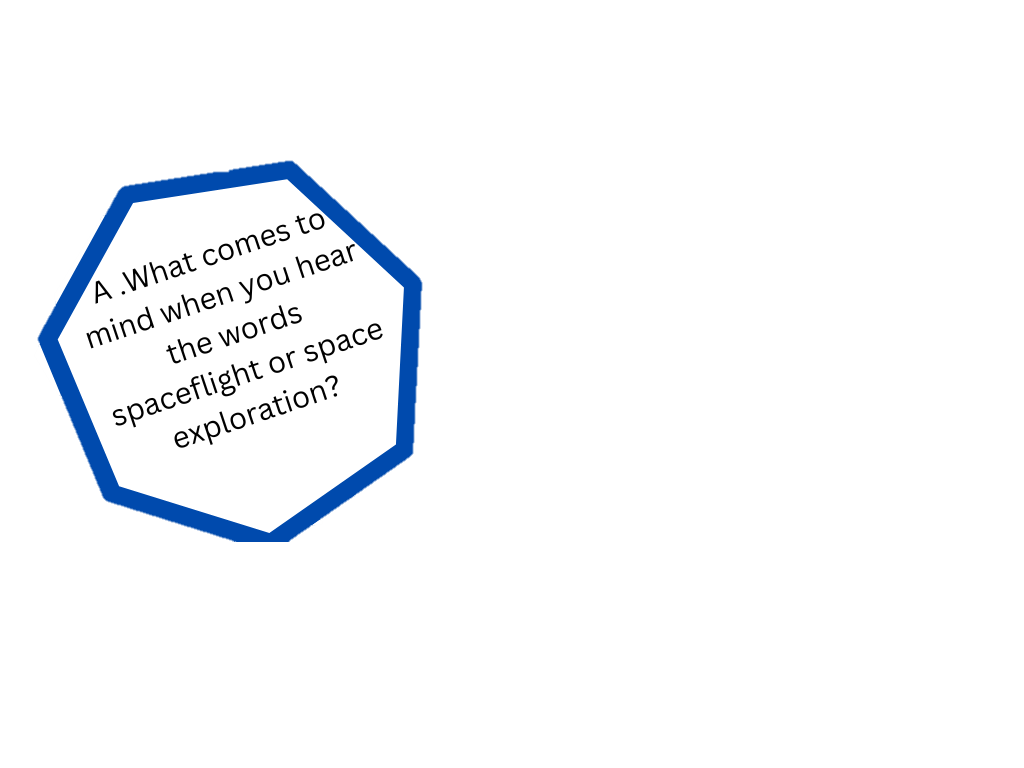 A .What comes to
mind when you hear
the words
spaceflight or space
exploration?